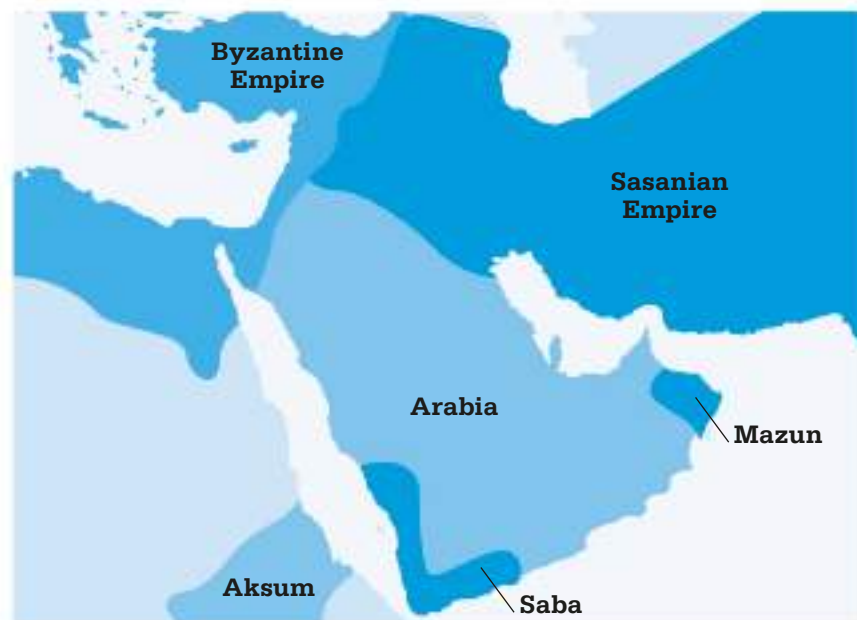 Byzantine
Empire
Sasanian
Empire
Arabia
Mazun
Aksum
Saba